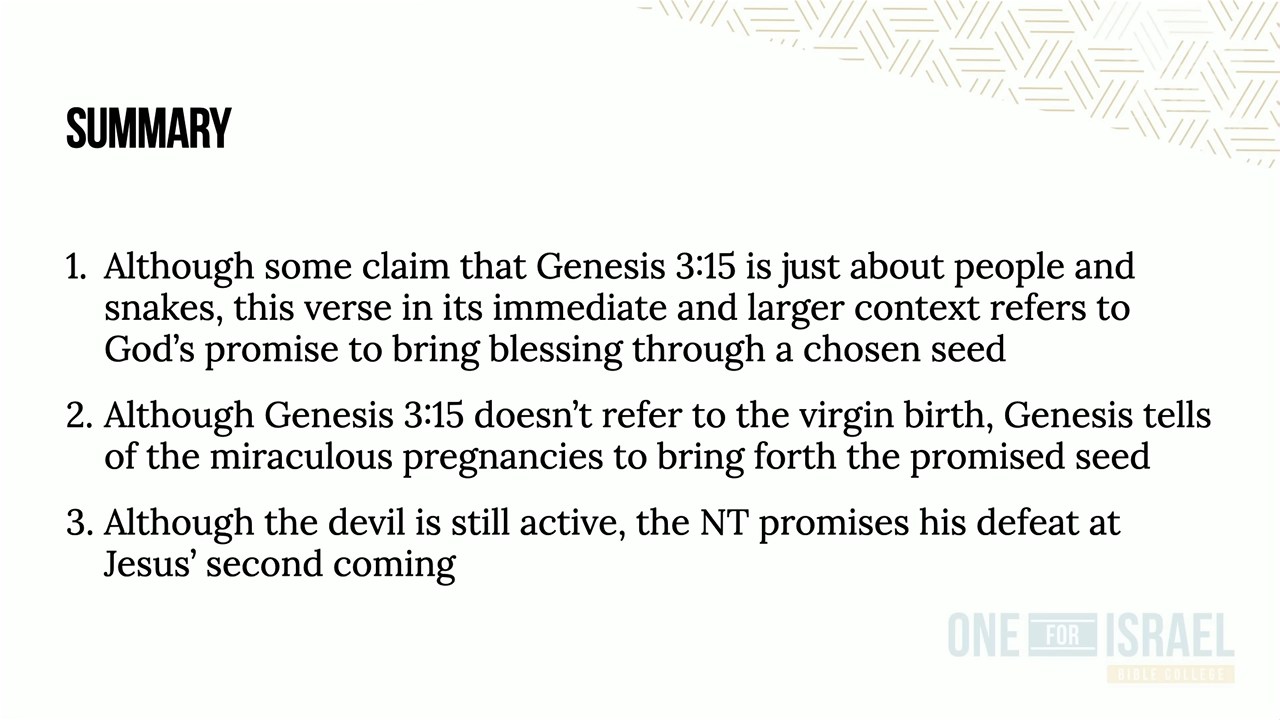 SUMMARY
1. Although some claim that Genesis 3:15 is just about people and
snakes, this verse in its immediate and larger context refers to
God’s promise to bring blessing through a chosen seed
2. Although Genesis 3:15 doesn’t refer to the virgin birth, Genesis tells
of the miraculous pregnancies to bring forth the promised seed
3. Although the devil is still active, the NT promises his defeat at
Jesus’ second coming
ONE FOR ISRAEL
BIBLE COLLEGE